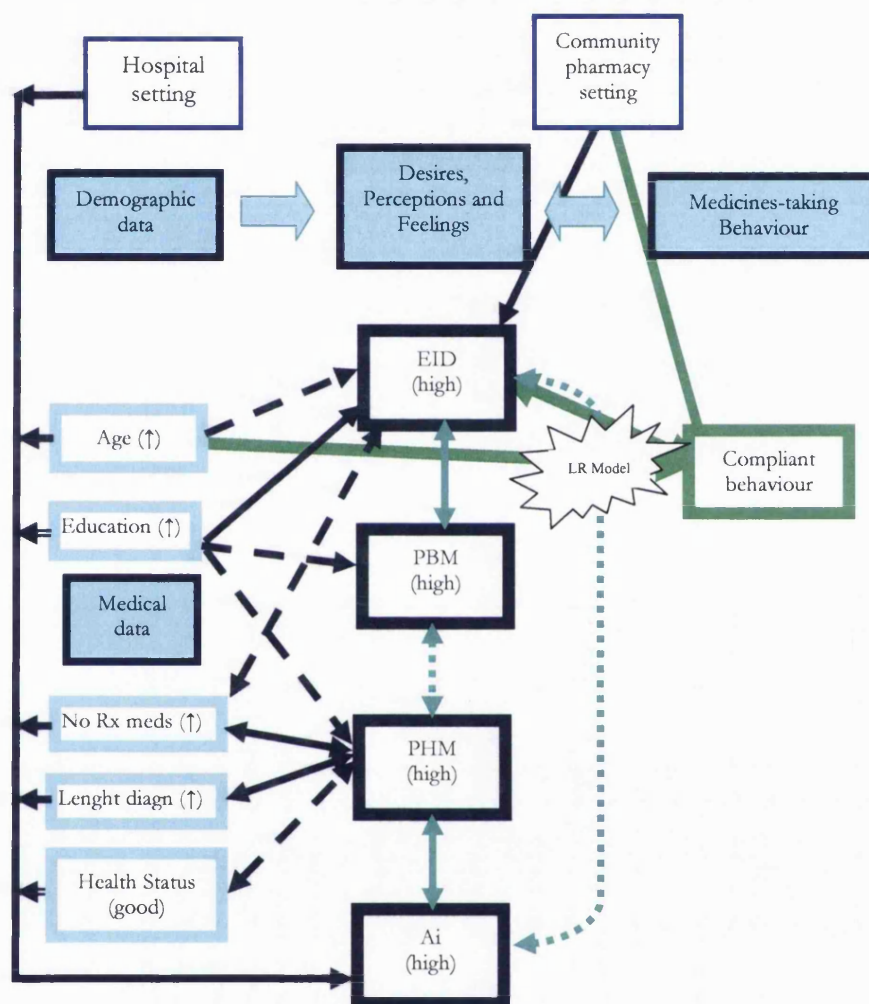 Hospital
setting
Community
pharmacy
setting
Demographic
data
Desires,
Perceptions and
Feelings
Medicines-taking
Behaviour
EID
(high)
Age (↑)
LR Model
Compliant
behaviour
Education (↑)
PBM
(high)
Medical
data
No Rx meds (↑)
PHM
(high)
Lenght diagn (↑)
Health Status
(good)
Ai
(high)